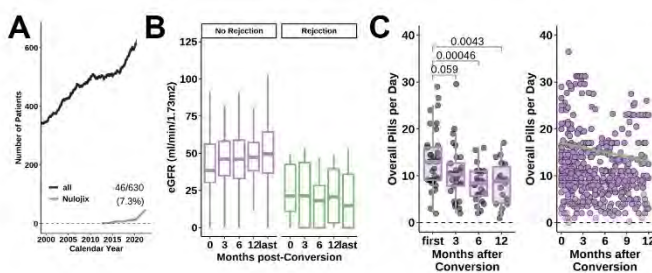 A
Number of Patients
600
400
200
0
all
-46/630
Nulojix
(7.3%)
2000 2005 2010 2015 2020
Calendar Year
B
No Rejection
Rejection
eGFR (ml/min/1.73m2)
125
100
75
50
25
0
0 3 6 12last 0 3 6 12last
Months post-Conversion
C
Overall Pills per Day
40
30
20
10
0
0.0043
0.00046
0.059
first 3 6 12
Months after
Conversion
Overall Pills per Day
40
30
20
10
0
0 3 6 9 12
Months after
Conversion